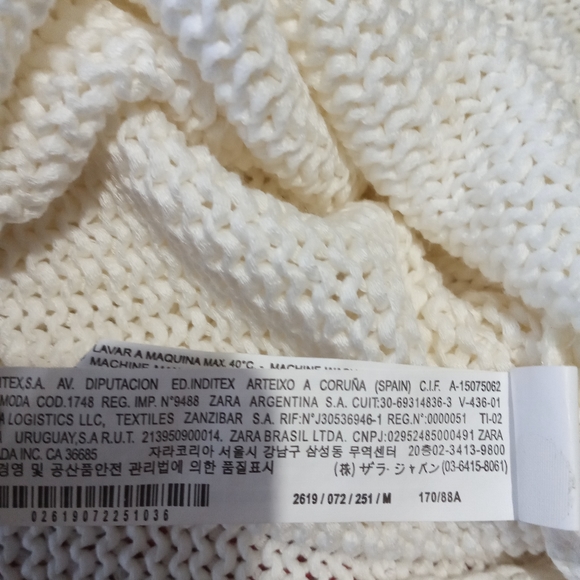 LAVAR A MAQUINA MAX. 40°C. - MACHINE WASH
ITEX,S.A. AV. DIPUTACION ED.INDITEX ARTEIXO A CORUÑA (SPAIN) C.I.F. A-15075062
MODA COD.1748 REG. IMP. N°9488 ZARA ARGENTINA S.A. CUIT:30-69314836-3 V-436-01
LOGISTICS LLC, TEXTILES ZANZIBAR S.A. RIF:N°J30536946-1 REG.N°:0000051 TI-02
URUGUAY,S.A R.U.T. 213950900014. ZARA BRASIL LTDA. CNPJ:02952485000491 ZARA
DA INC. CA 36685 자라코리아 서울시 강남구 삼성동 무역센터 20층02-3413-9800
경영 및 공산품안전 관리법에 의한 품질표시 (株) ザラ・ジャパン(03-6415-8061)
2619 / 072 / 251 / M 170/88A
02619072251036